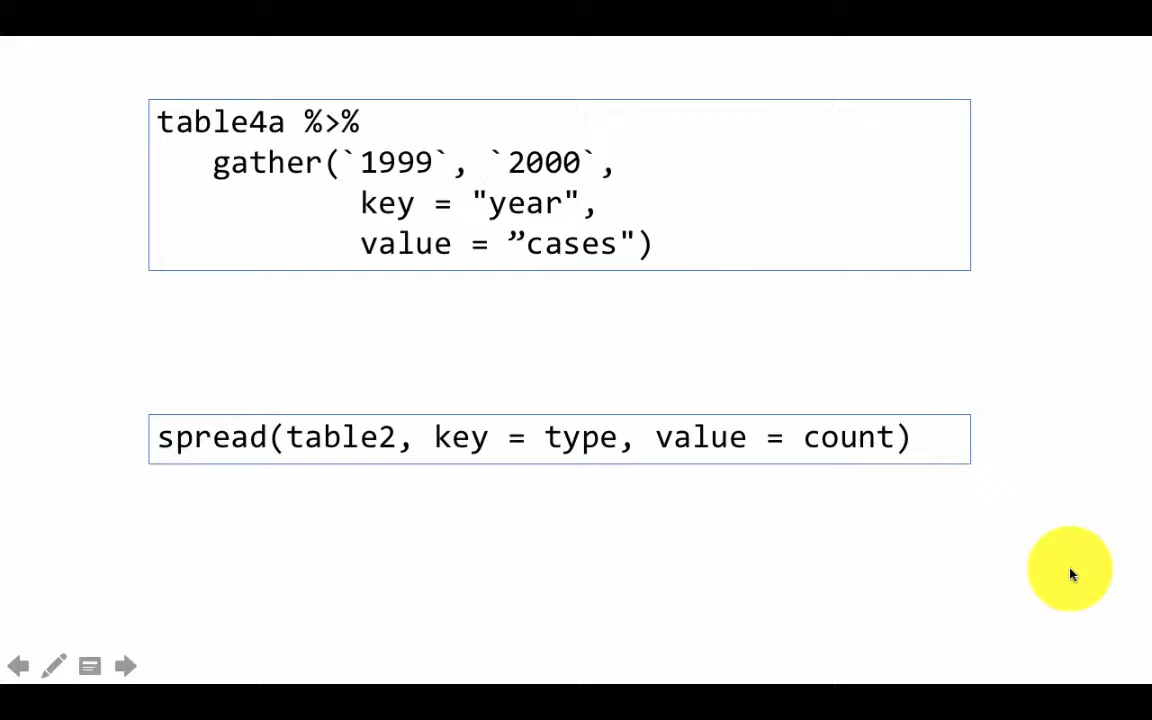 table4a %>%
gather(`1999`, `2000`,
key = "year",
value = ”cases")
spread(table2, key = type, value = count)